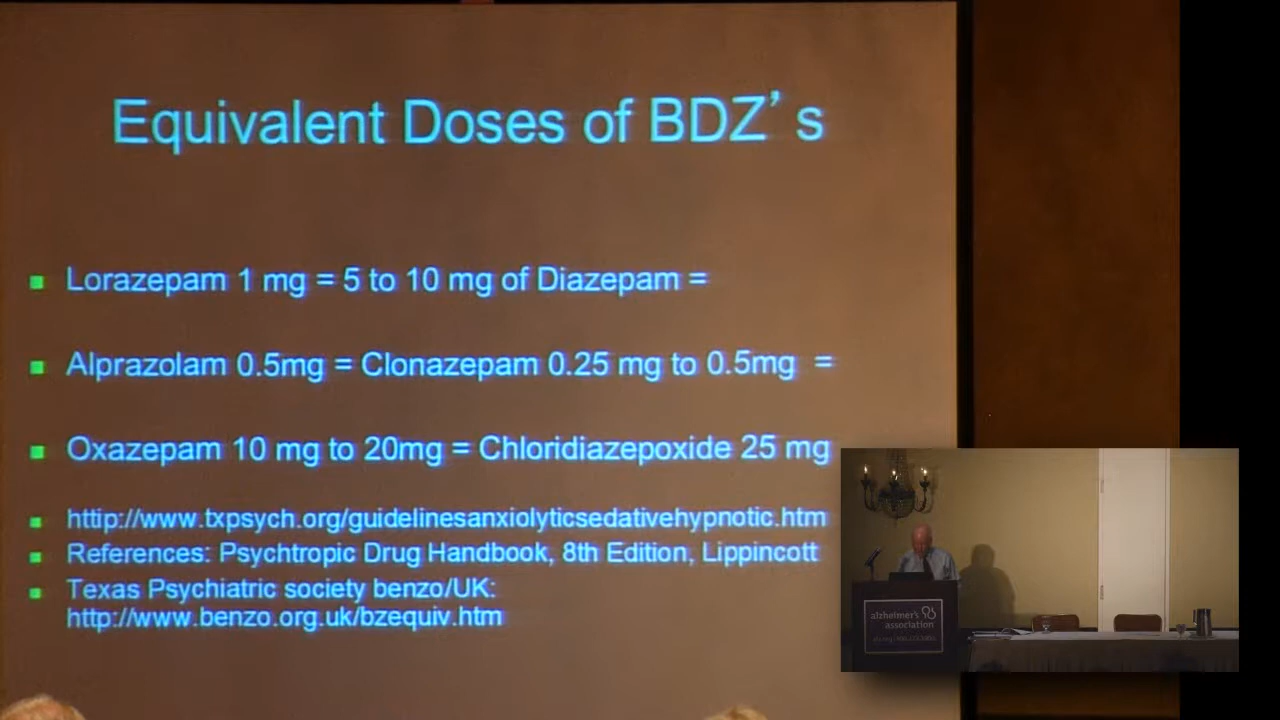 Equivalent Doses of BDZ's
Lorazepam 1 mg = 5 to 10 mg of Diazepam =
Alprazolam 0.5mg = Clonazepam 0.25 mg to 0.5mg =
Oxazepam 10 mg to 20mg = Chloridiazepoxide 25 mg
http://www.txpsych.org/guidelinesanxiolyticsedativehypnotic.htm
References: Psychtropic Drug Handbook, 8th Edition, Lippincott
Texas Psychiatric society benzo/UK:
http://www.benzo.org.uk/bzequiv.htm
alzheimer's
association